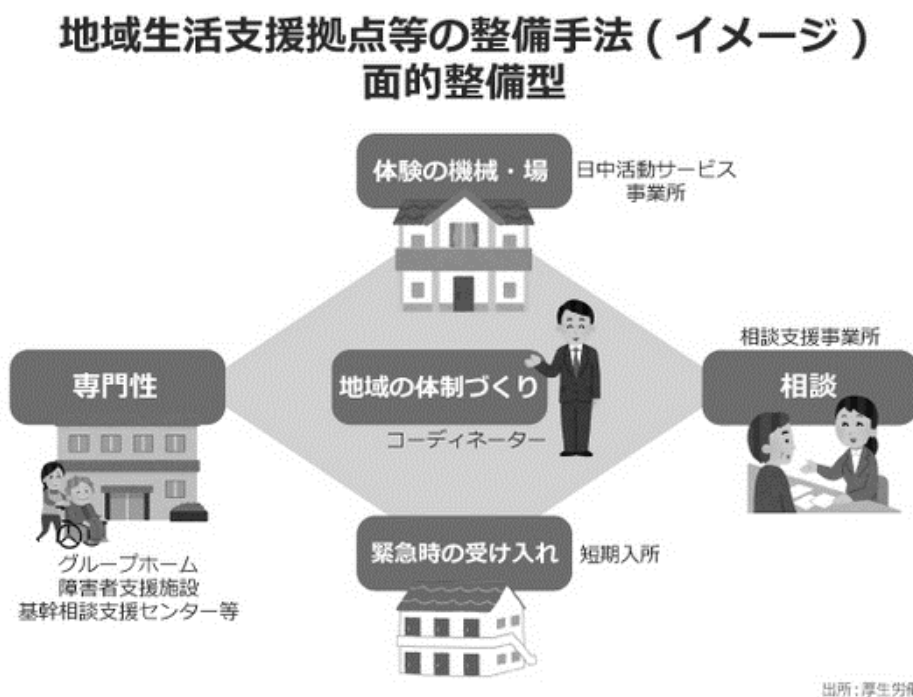 地域生活支援拠点等の整備手法(イメージ)
面的整備型
体験の機械・場
日中活動サービス
事業所
専門性
地域の体制づくり
コーディネーター
相談支援事業所
相談
グループホーム
障害者支援施設
基幹相談支援センター等
緊急時の受け入れ
短期入所
出所:厚生労